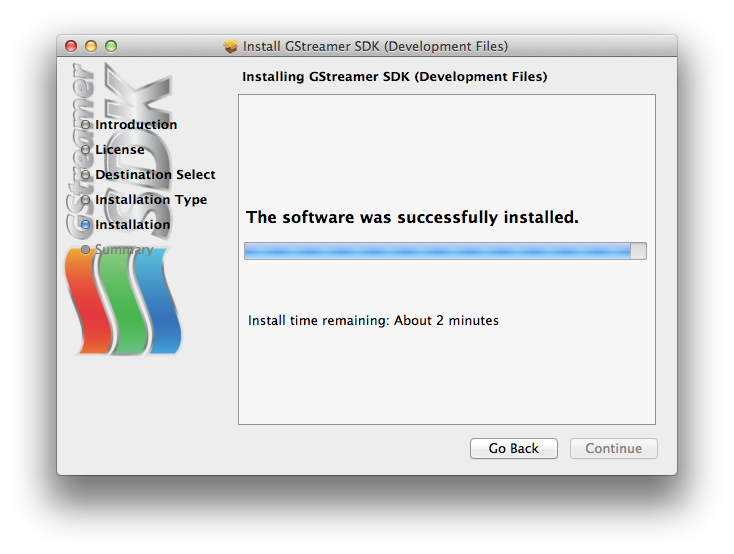 Install GStreamer SDK (Development Files)
Installing GStreamer SDK (Development Files)
GStreamer
SDK
Introduction
License
Destination Select
Installation Type
Installation
Summary
The software was successfully installed.
Install time remaining: About 2 minutes
Go Back
Continue